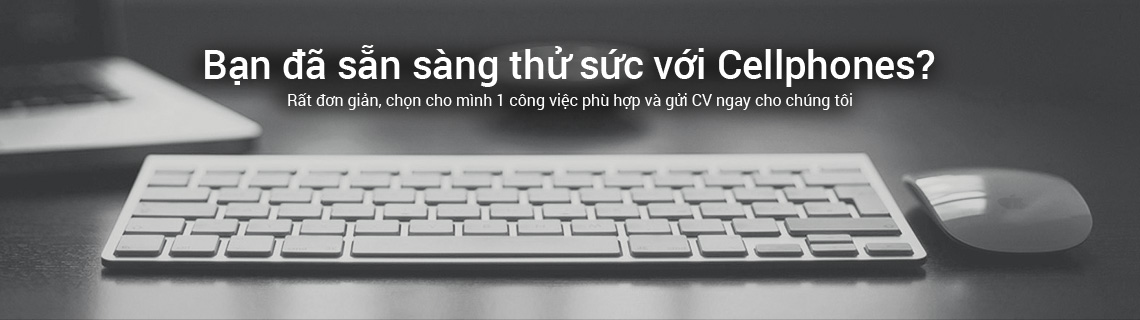 Bạn đã sẵn sàng thử sức với Cellphones?
Rất đơn giản, chọn cho mình 1 công việc phù hợp và gửi CV ngay cho chúng tôi